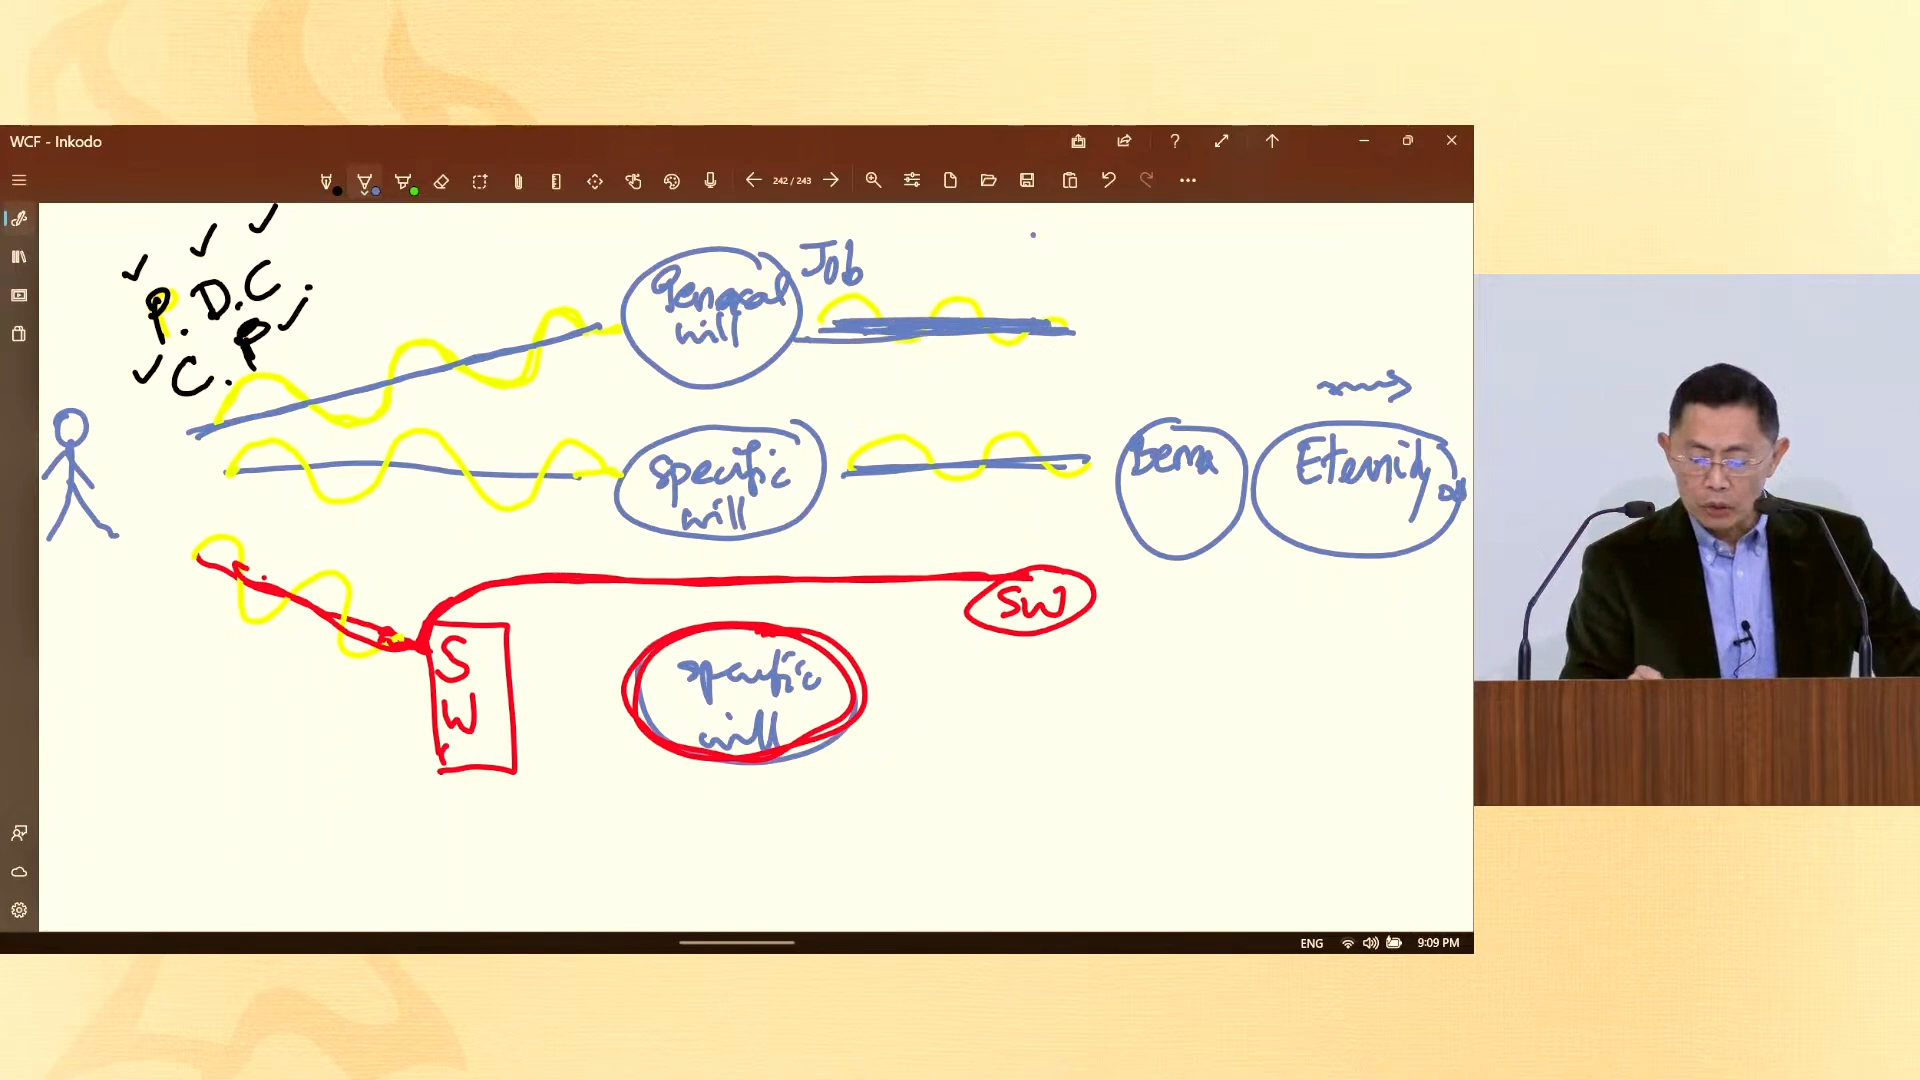 WCF - Inkodo
242 / 243
P. D. C.
C. P.
General
will
Job
specific
will
Bema
Eternity
S
W
SW
specific
will
ENG
9:09 PM